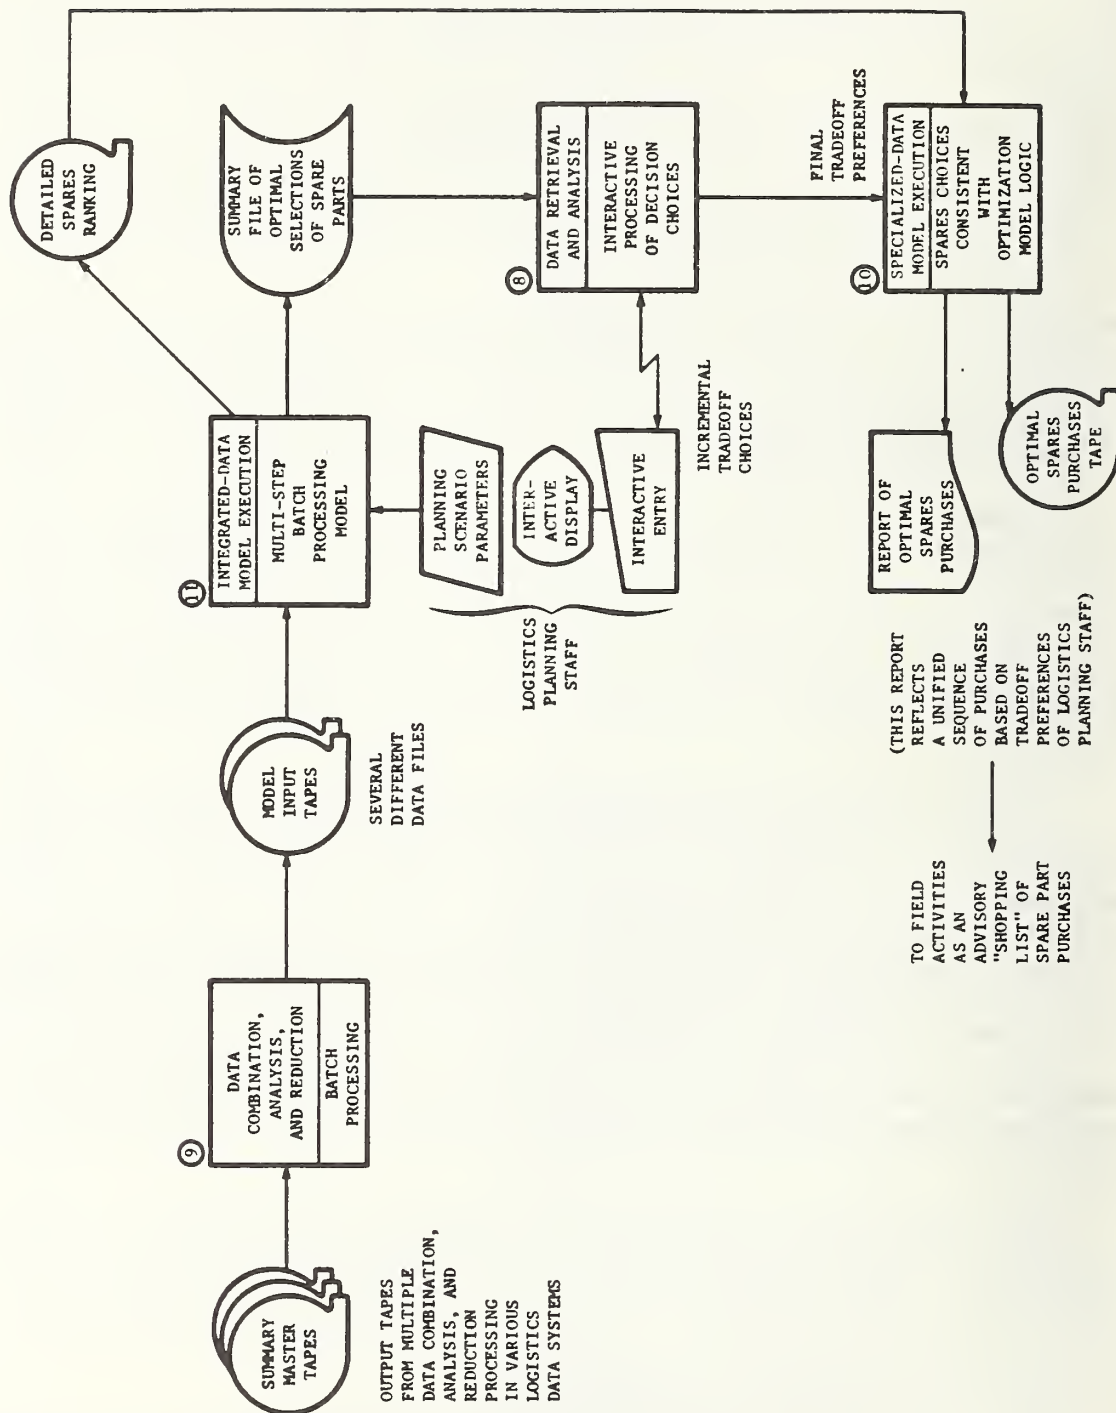 SUMMARY
MASTER
TAPES
OUTPUT TAPES
FROM MULTIPLE
DATA COMBINATION,
ANALYSIS, AND
REDUCTION
PROCESSING
IN VARIOUS
LOGISTICS
DATA SYSTEMS
9
DATA
COMBINATION,
ANALYSIS,
AND REDUCTION
BATCH
PROCESSING
MODEL
INPUT
TAPES
SEVERAL
DIFFERENT
DATA FILES
11
INTEGRATED-DATA
MODEL EXECUTION
MULTI-STEP
BATCH
PROCESSING
MODEL
DETAILED
SPARES
RANKING
SUMMARY
FILE OF
OPTIMAL
SELECTIONS
OF SPARE
PARTS
PLANNING
SCENARIO
PARAMETERS
INTER-
ACTIVE
DISPLAY
INTERACTIVE
ENTRY
LOGISTICS
PLANNING
STAFF
INCREMENTAL
TRADEOFF
CHOICES
8
DATA RETRIEVAL
AND ANALYSIS
INTERACTIVE
PROCESSING
OF DECISION
CHOICES
FINAL
TRADEOFF
PREFERENCES
10
SPECIALIZED-DATA
MODEL EXECUTION
SPARES CHOICES
CONSISTENT
WITH
OPTIMIZATION
MODEL LOGIC
REPORT OF
OPTIMAL
SPARES
PURCHASES
OPTIMAL
SPARES
PURCHASES
TAPE
(THIS REPORT
REFLECTS
A UNIFIED
SEQUENCE
OF PURCHASES
BASED ON
TRADEOFF
PREFERENCES
OF LOGISTICS
PLANNING STAFF)
TO FIELD
ACTIVITIES
AS AN
ADVISORY
"SHOPPING
LIST" OF
SPARE PART
PURCHASES